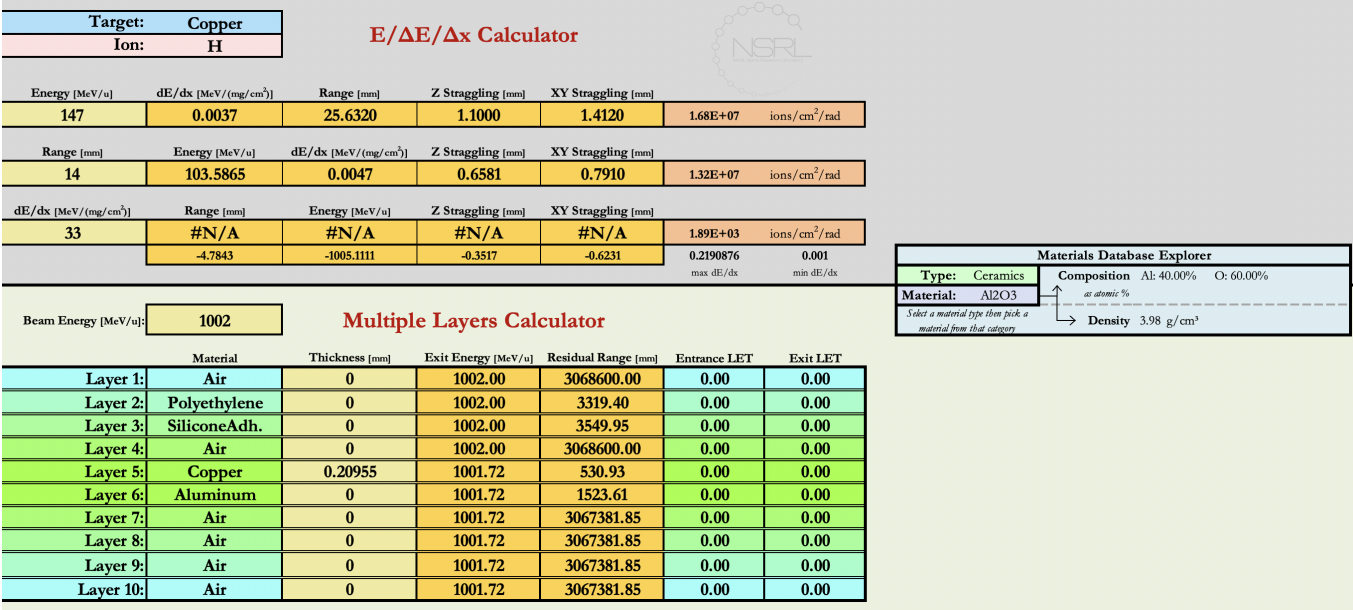 Target: Copper
Ion: H
E/ΔE/Δx Calculator
NSRL
Energy [MeV/u] dE/dx [MeV/(mg/cm²)] Range [mm] Z Straggling [mm] XY Straggling [mm]
147 0.0037 25.6320 1.1000 1.4120 1.68E+07 ions/cm²/rad
Range [mm] Energy [MeV/u] dE/dx [MeV/(mg/cm²)] Z Straggling [mm] XY Straggling [mm]
14 103.5865 0.0047 0.6581 0.7910 1.32E+07 ions/cm²/rad
dE/dx [MeV/(mg/cm²)] Range [mm] Energy [MeV/u] Z Straggling [mm] XY Straggling [mm]
33 #N/A #N/A #N/A #N/A 1.89E+03 ions/cm²/rad
-4.7843 -1005.1111 -0.3517 -0.6231 0.2190876 0.001
max dE/dx min dE/dx
Materials Database Explorer
Type: Ceramics Composition Al: 40.00% O: 60.00%
Material: Al2O3 as atomic %
Select a material type then pick a
material from that category
Density 3.98 g/cm³
Beam Energy [MeV/u]: 1002 Multiple Layers Calculator
Material Thickness [mm] Exit Energy [MeV/u] Residual Range [mm] Entrance LET Exit LET
Layer 1: Air 0 1002.00 3068600.00 0.00 0.00
Layer 2: Polyethylene 0 1002.00 3319.40 0.00 0.00
Layer 3: SiliconeAdh. 0 1002.00 3549.95 0.00 0.00
Layer 4: Air 0 1002.00 3068600.00 0.00 0.00
Layer 5: Copper 0.20955 1001.72 530.93 0.00 0.00
Layer 6: Aluminum 0 1001.72 1523.61 0.00 0.00
Layer 7: Air 0 1001.72 3067381.85 0.00 0.00
Layer 8: Air 0 1001.72 3067381.85 0.00 0.00
Layer 9: Air 0 1001.72 3067381.85 0.00 0.00
Layer 10: Air 0 1001.72 3067381.85 0.00 0.00